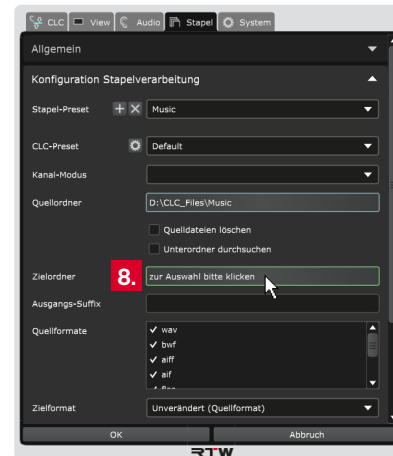 CLC View Audio Stapel System
Allgemein
Konfiguration Stapelverarbeitung
Stapel-Preset Music
CLC-Preset Default
Kanal-Modus
Quellordner D:\CLC_Files\Music
Quelldateien löschen
Unterordner durchsuchen
Zielordner 8. zur Auswahl bitte klicken
Ausgangs-Suffix
Quellformate wav
bwf
aiff
aif
Zielformat Unverändert (Quellformat)
OK Abbruch
RTW